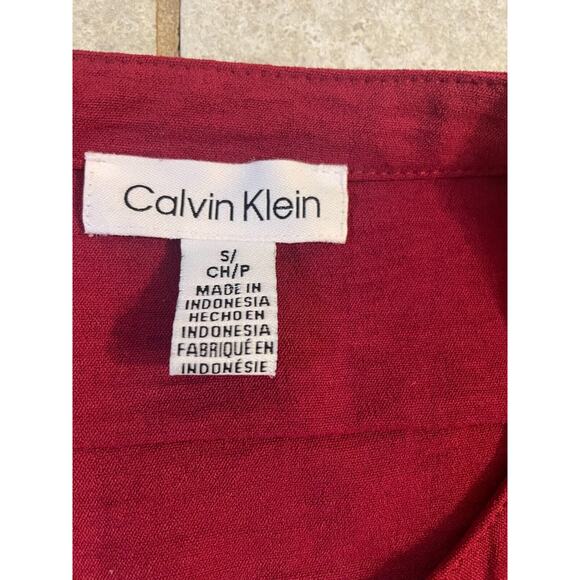 Calvin Klein
S/
CH/P
MADE IN
INDONESIA
HECHO EN
INDONESIA
FABRIQUÉ EN
INDONÉSIE